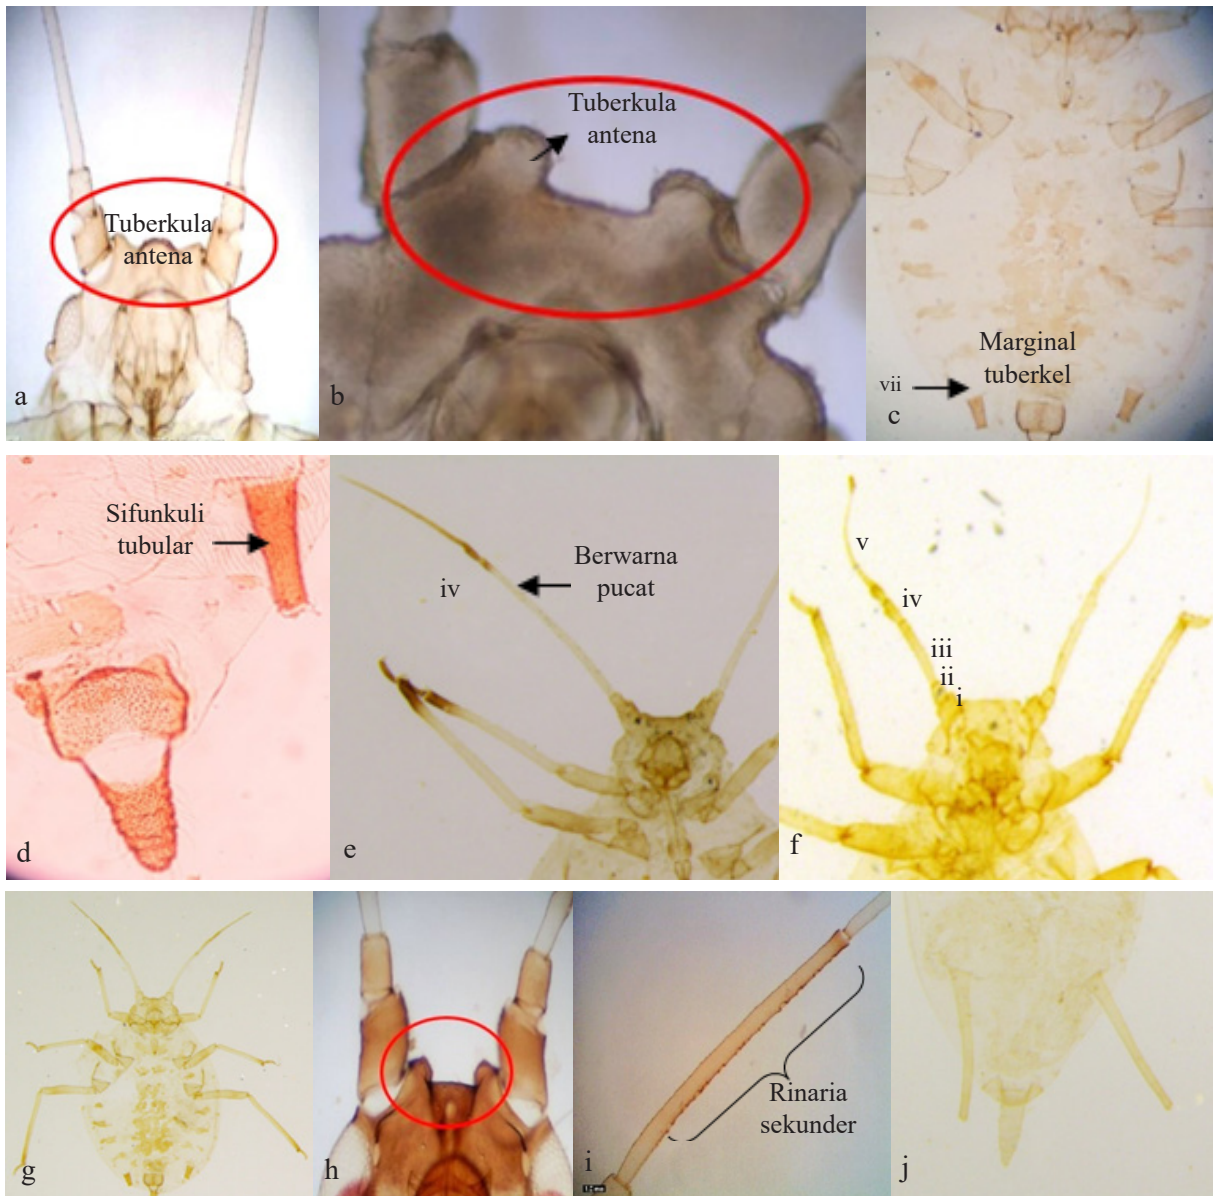 Tuberkula
antena
a
Tuberkula
antena
b
Marginal
tuberkel
vii
c
Sifunkuli
tubular
d
Berwarna
pucat
iv
e
v
iv
iii
ii
i
f
g
h
Rinaria
sekunder
i
j